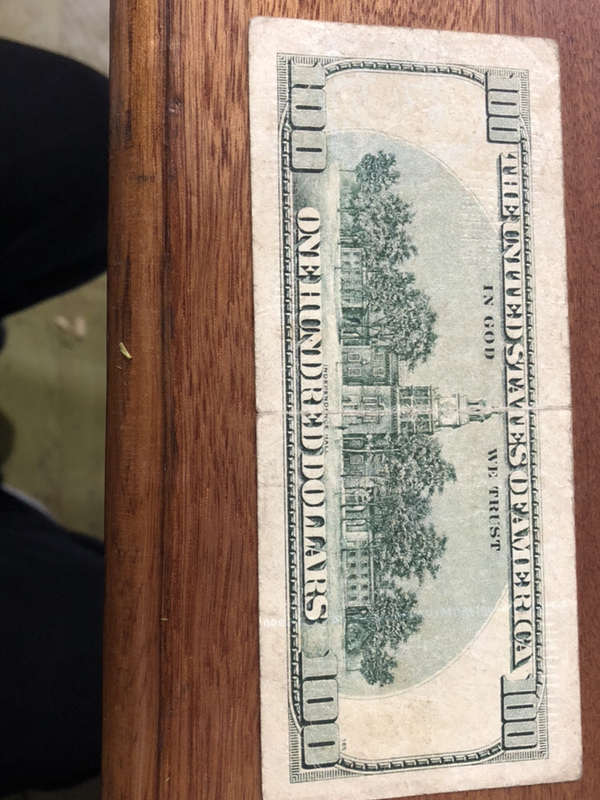 100 100
THE UNITED STATES OF AMERICA
IN GOD WE TRUST
INDEPENDENCE HALL
ONE HUNDRED DOLLARS
100 100